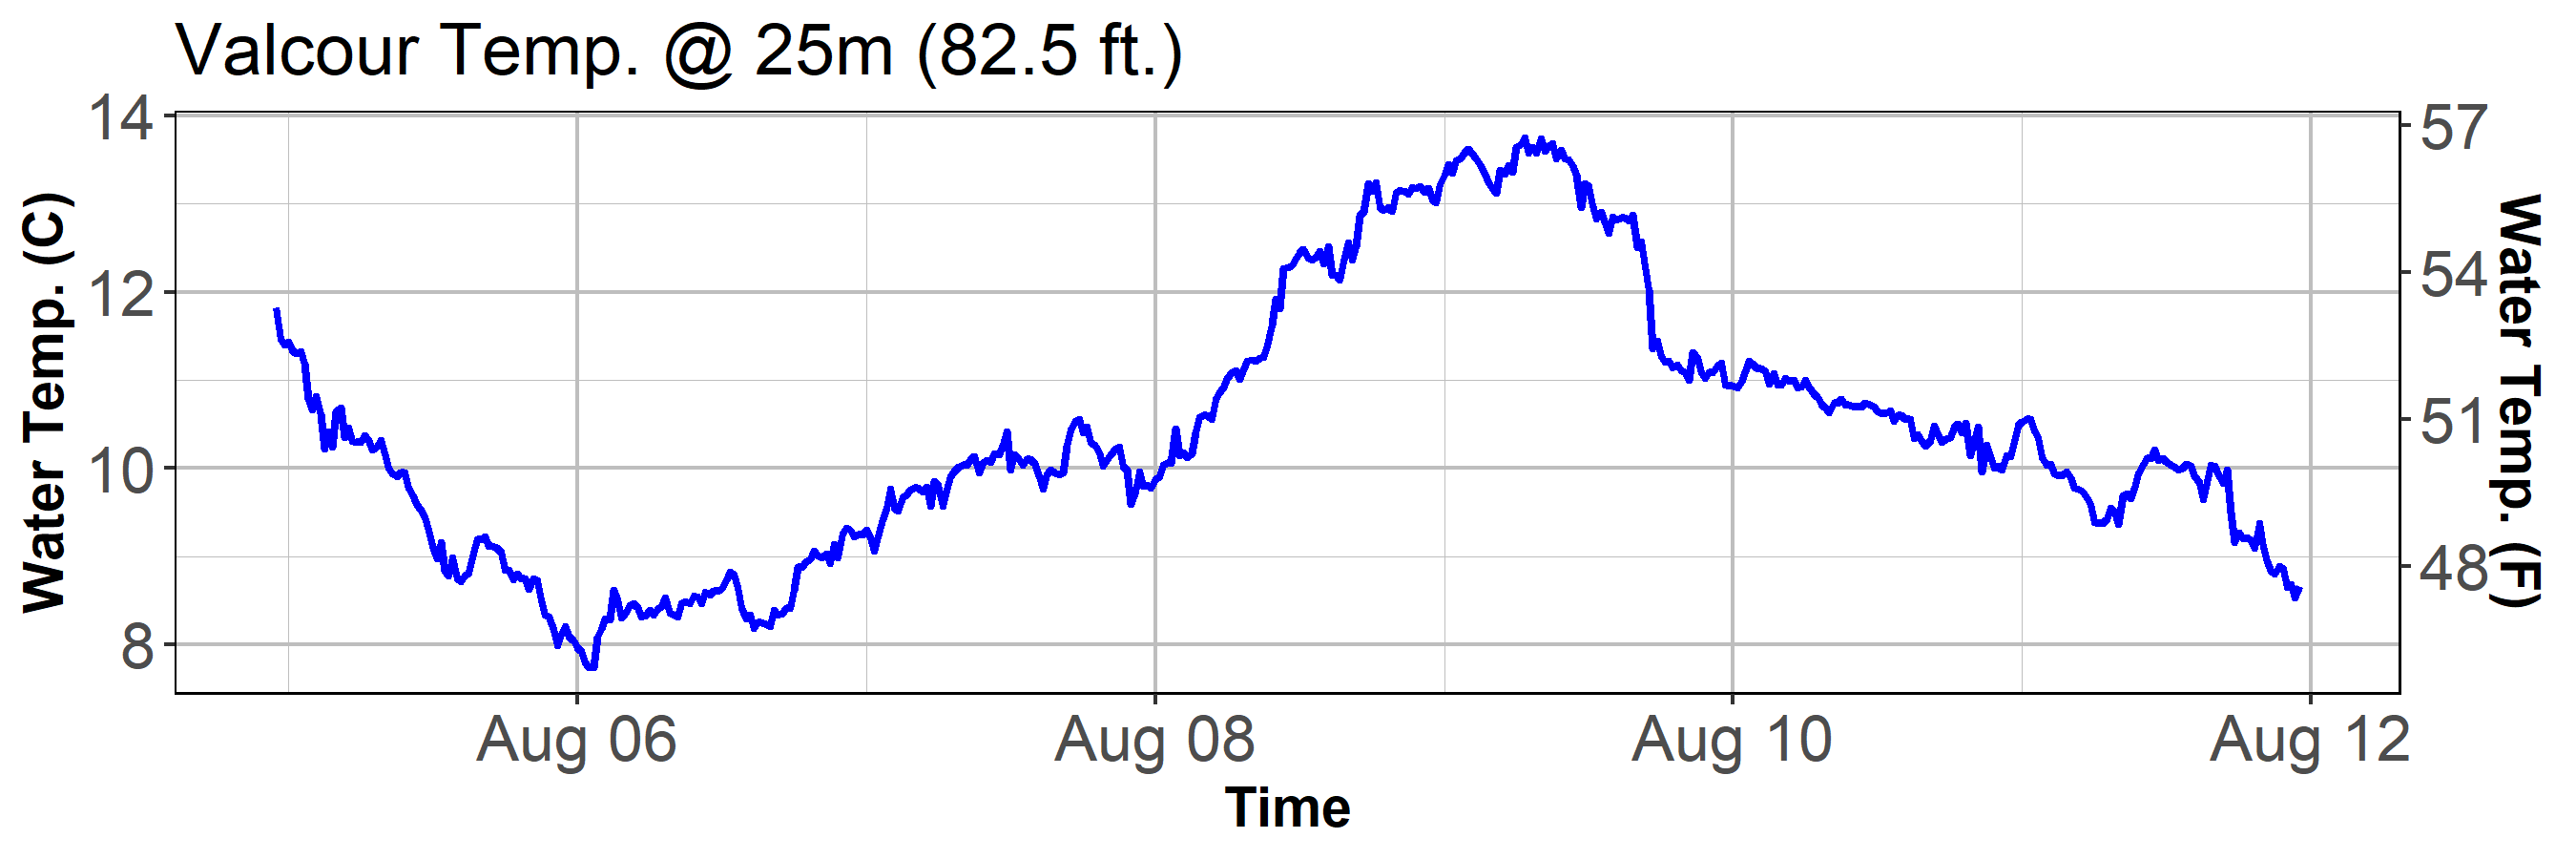 Valcour Temp. @ 25m (82.5 ft.)
14
12
10
8
Water Temp. (C)
57
54
51
48
Water Temp. (F)
Aug 06
Aug 08
Aug 10
Aug 12
Time